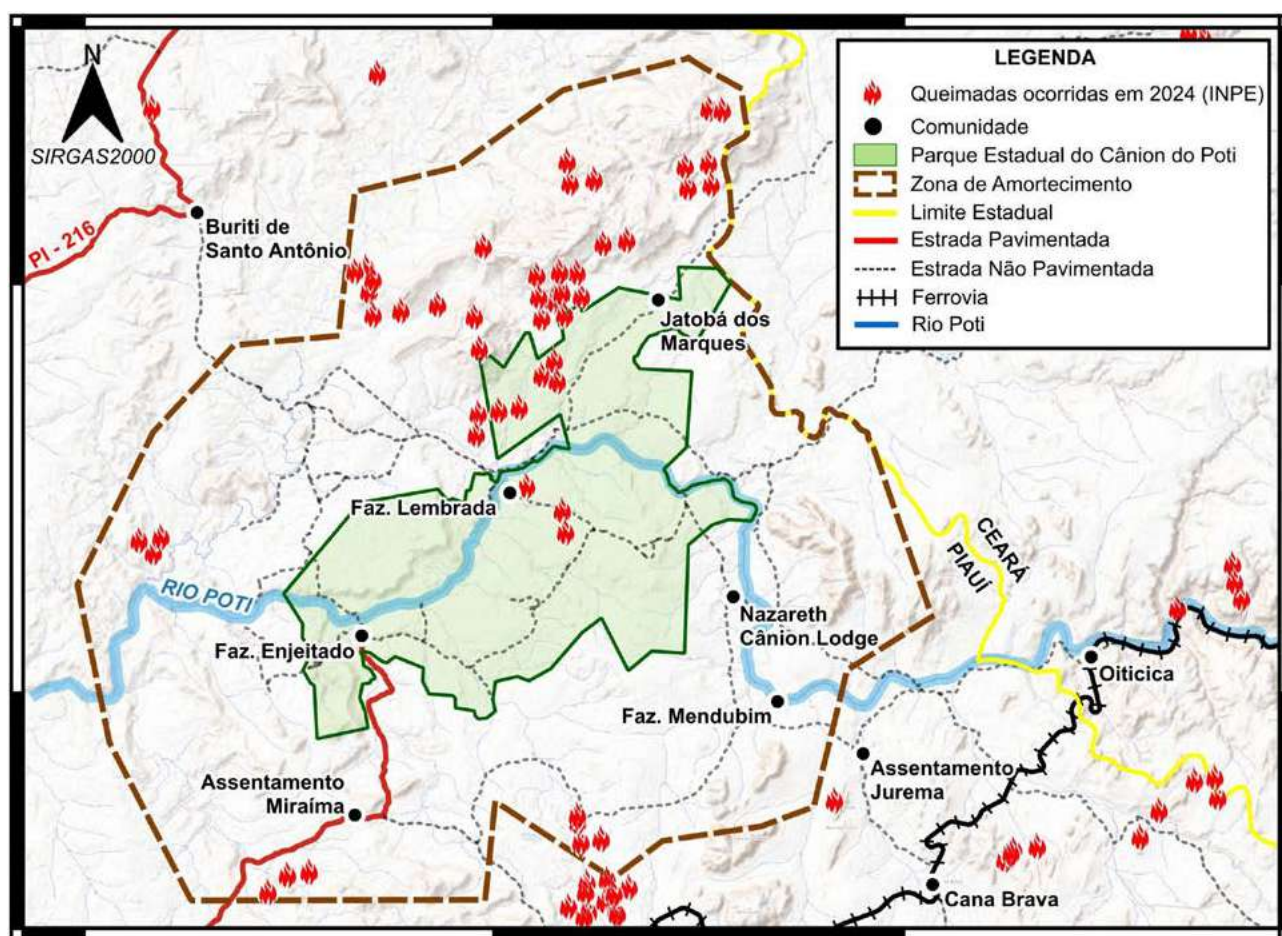 N
SIRGAS2000
LEGENDA
Queimadas ocorridas em 2024 (INPE)
Comunidade
Parque Estadual do Cânion do Poti
Zona de Amortecimento
Limite Estadual
Estrada Pavimentada
Estrada Não Pavimentada
Ferrovia
Rio Poti
PI - 216
Buriti de
Santo Antônio
Jatobá dos
Marques
Faz. Lembrada
CEARÁ
PIAUÍ
RIO POTI
Nazareth
Cânion Lodge
Faz. Enjeitado
Oiticica
Faz. Mendubim
Assentamento
Jurema
Assentamento
Miraíma
Cana Brava